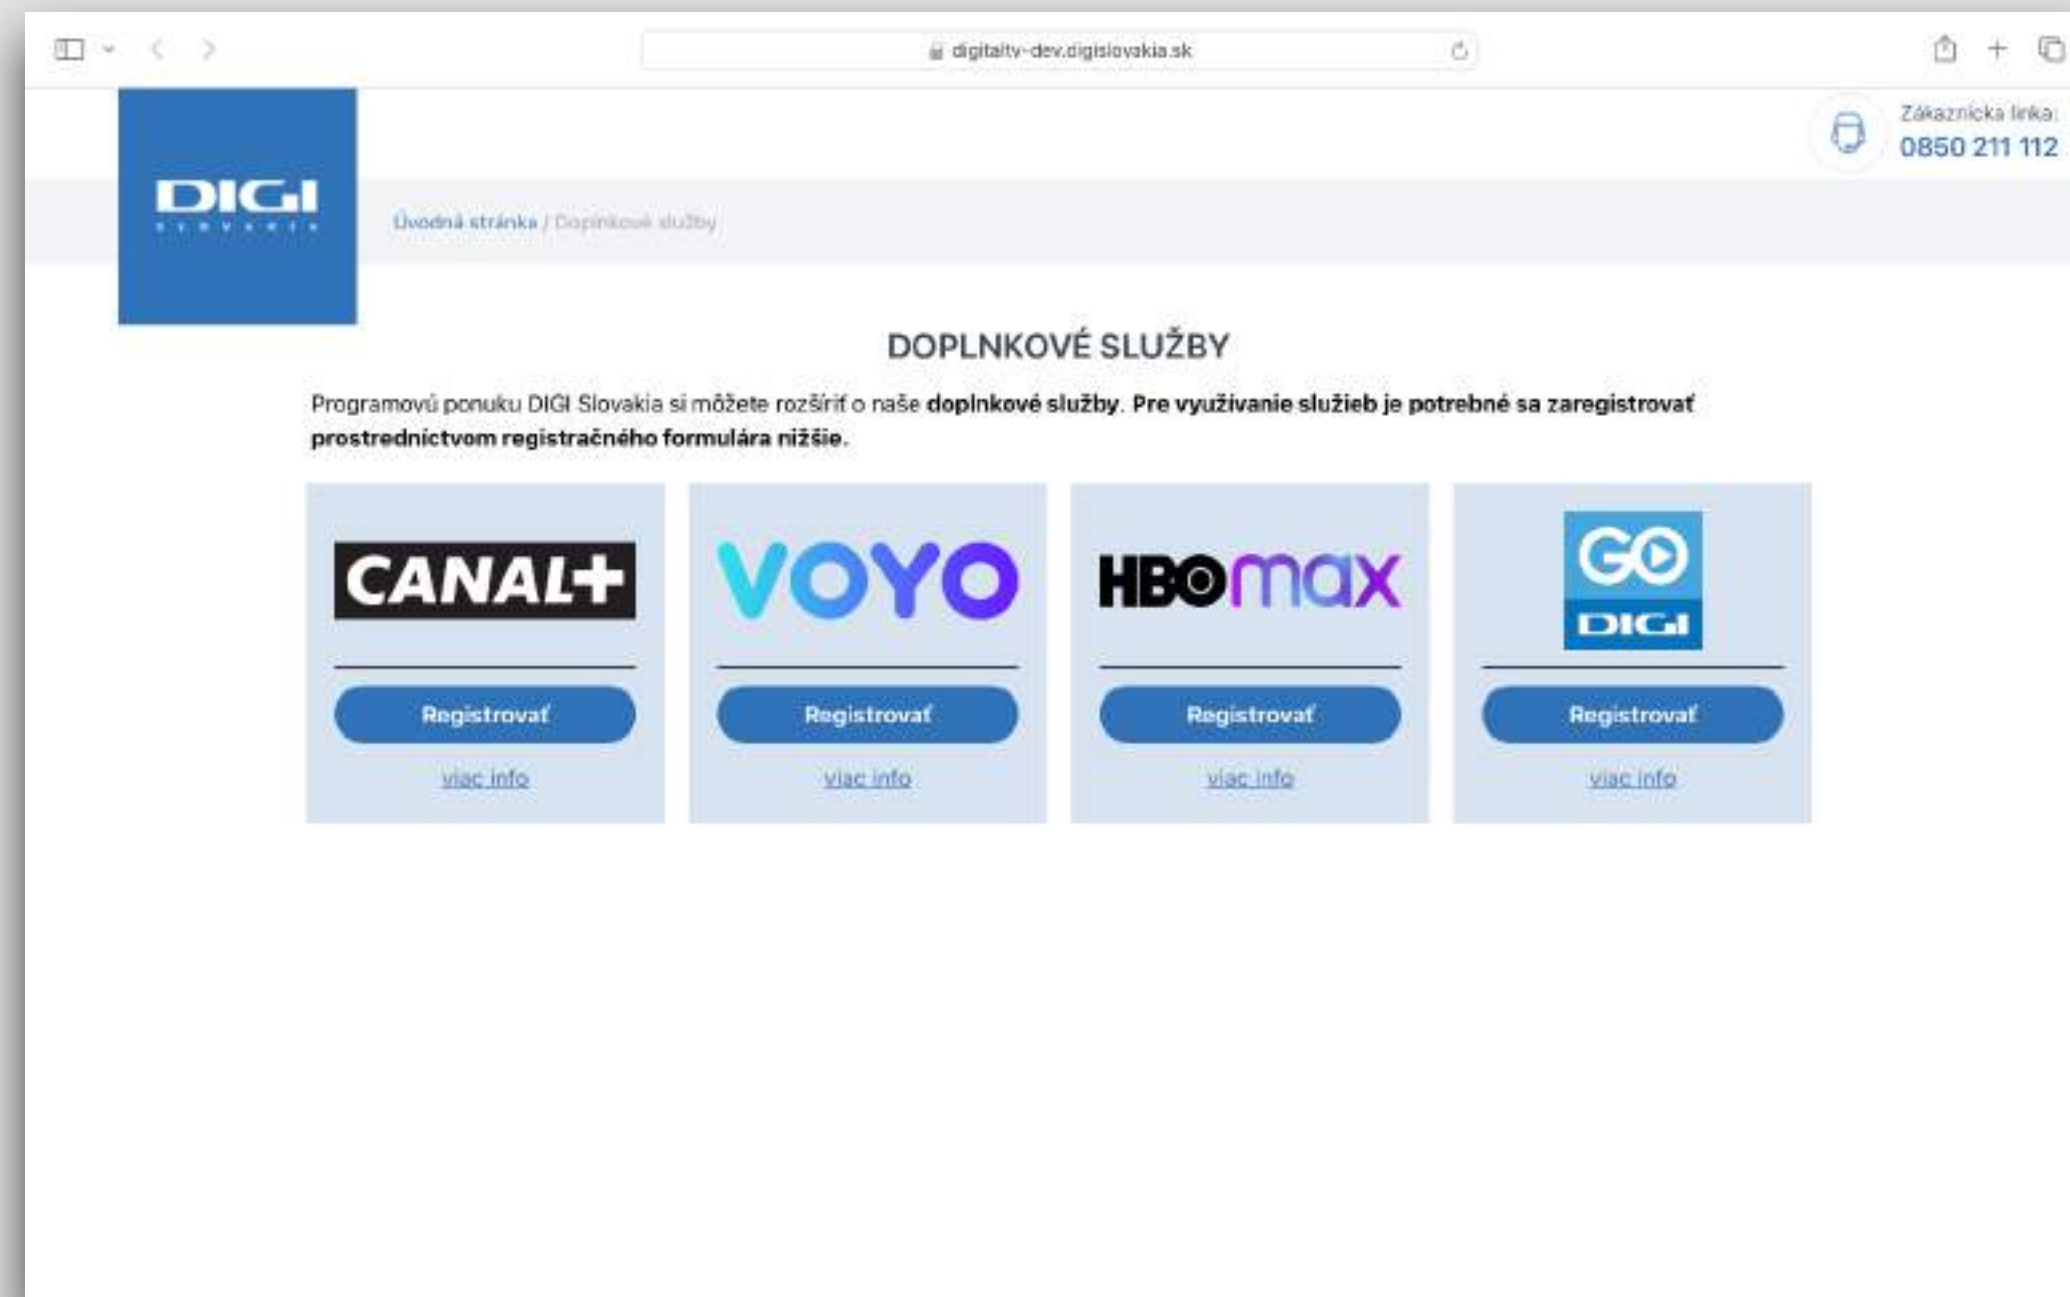 digitaltv-dev.digislovakia.sk
Zákaznícka linka:
0850 211 112
DIGI
SLOVAKIA
Úvodná stránka / Doplnkové služby
DOPLNKOVÉ SLUŽBY
Programovú ponuku DIGI Slovakia si môžete rozšíriť o naše doplnkové služby. Pre využívanie služieb je potrebné sa zaregistrovať
prostredníctvom registračného formulára nižšie.
CANAL+ VOYO HBOmax GO DIGI
Registrovať Registrovať Registrovať Registrovať
viac info viac info viac info viac info